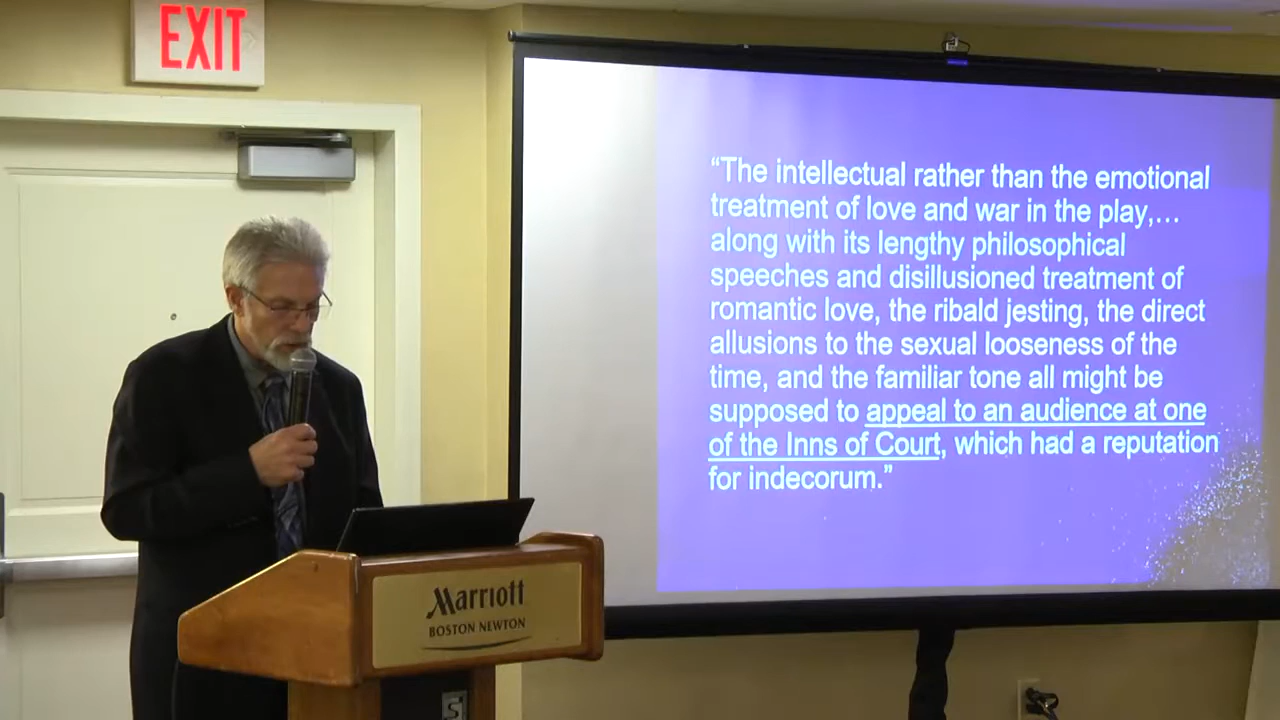 EXIT
“The intellectual rather than the emotional
treatment of love and war in the play,…
along with its lengthy philosophical
speeches and disillusioned treatment of
romantic love, the ribald jesting, the direct
allusions to the sexual looseness of the
time, and the familiar tone all might be
supposed to appeal to an audience at one
of the Inns of Court, which had a reputation
for indecorum.”
Marriott
BOSTON NEWTON